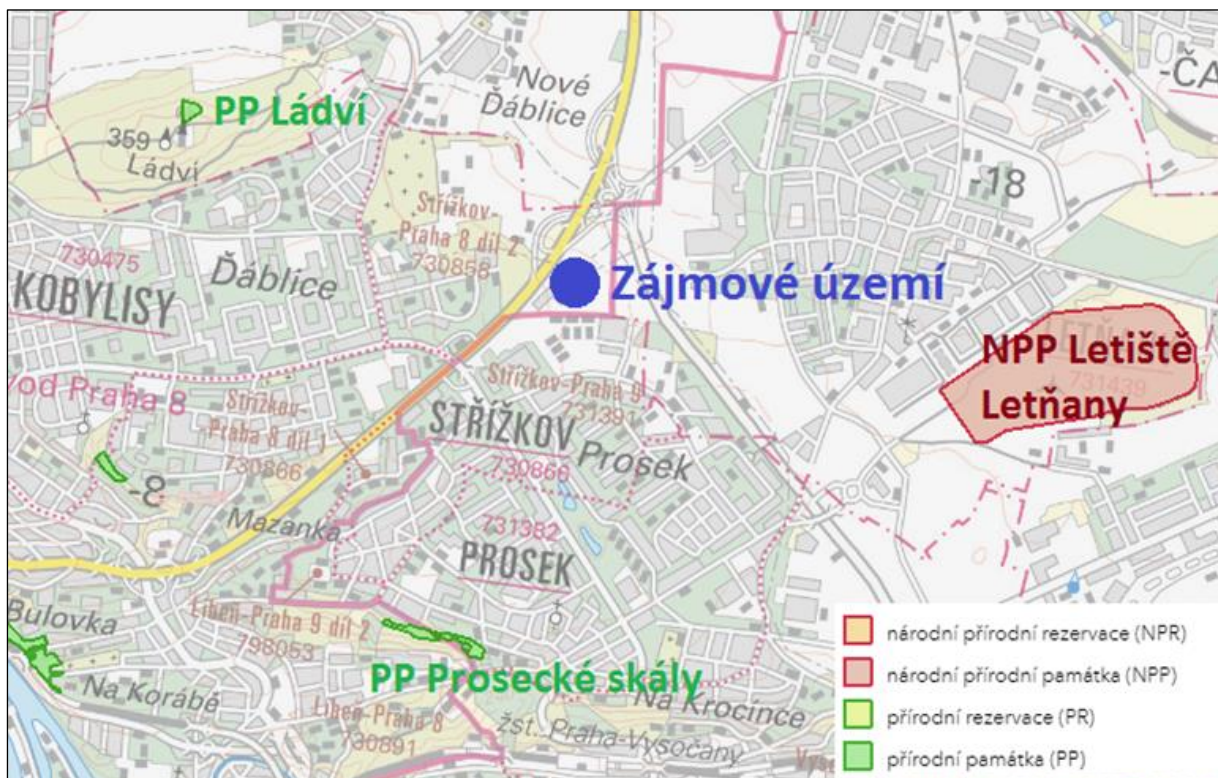 Nové
Ďáblice
PP Ládví
359
Ládví
-ČA
-18
Střížkov-
Praha 8 díl 2
730858
730475
Ďáblice
KOBYLISY
Zájmové území
LETŇANY
NPP Letiště
731439
Letňany
vod Praha 8
Střížkov-Praha 9
731391
Střížkov-
Praha 8 díl 1
730866
STŘÍŽKOV
Prosek
730866
-8
Mazanka
731382
PROSEK
Bulovka
Libeň-Praha 9 díl 2
798053
Na Korábě
PP Prosecké skály
Na Krocínce
Libeň-Praha 8
730891
žst. Praha-Vysočany
národní přírodní rezervace (NPR)
národní přírodní památka (NPP)
přírodní rezervace (PR)
přírodní památka (PP)